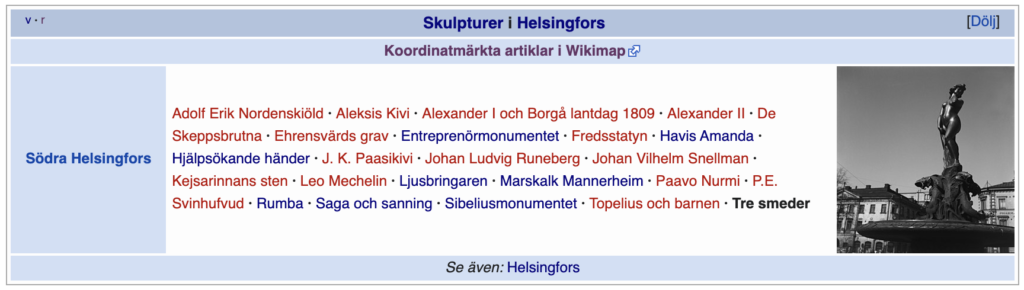 v · r
Skulpturer i Helsingfors
[Dölj]
Koordinatmärkta artiklar i Wikimap
Södra Helsingfors
Adolf Erik Nordenskiöld · Aleksis Kivi · Alexander I och Borgå lantdag 1809 · Alexander II · De
Skeppsbrutna · Ehrensvärds grav · Entreprenörmonumentet · Fredsstatyn · Havis Amanda ·
Hjälpsökande händer · J. K. Paasikivi · Johan Ludvig Runeberg · Johan Vilhelm Snellman ·
Kejsarinnans sten · Leo Mechelin · Ljusbringaren · Marskalk Mannerheim · Paavo Nurmi · P.E.
Svinhufvud · Rumba · Saga och sanning · Sibeliusmonumentet · Topelius och barnen · Tre smeder
Se även: Helsingfors